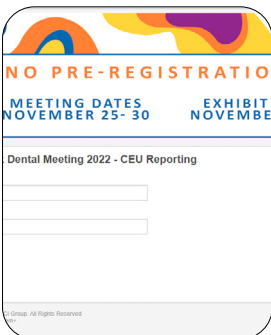 NO PRE-REGISTRATIO
MEETING DATES
NOVEMBER 25- 30
EXHIBIT
NOVEMBE
Dental Meeting 2022 - CEU Reporting
CI Group. All Rights Reserved